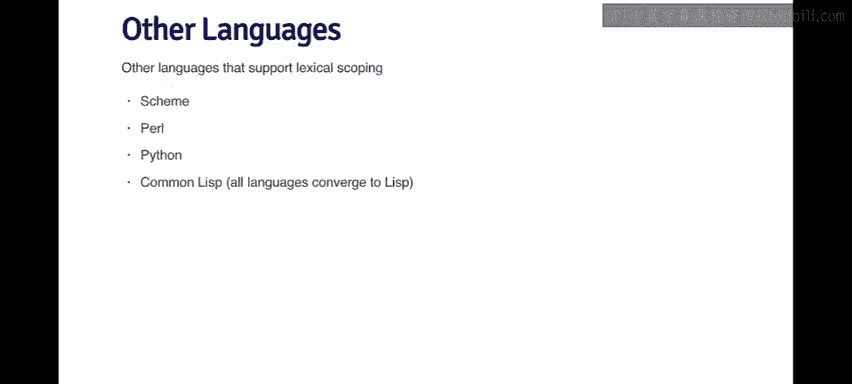 Other Languages
Other languages that support lexical scoping
· Scheme
· Perl
· Python
· Common Lisp (all languages converge to Lisp)